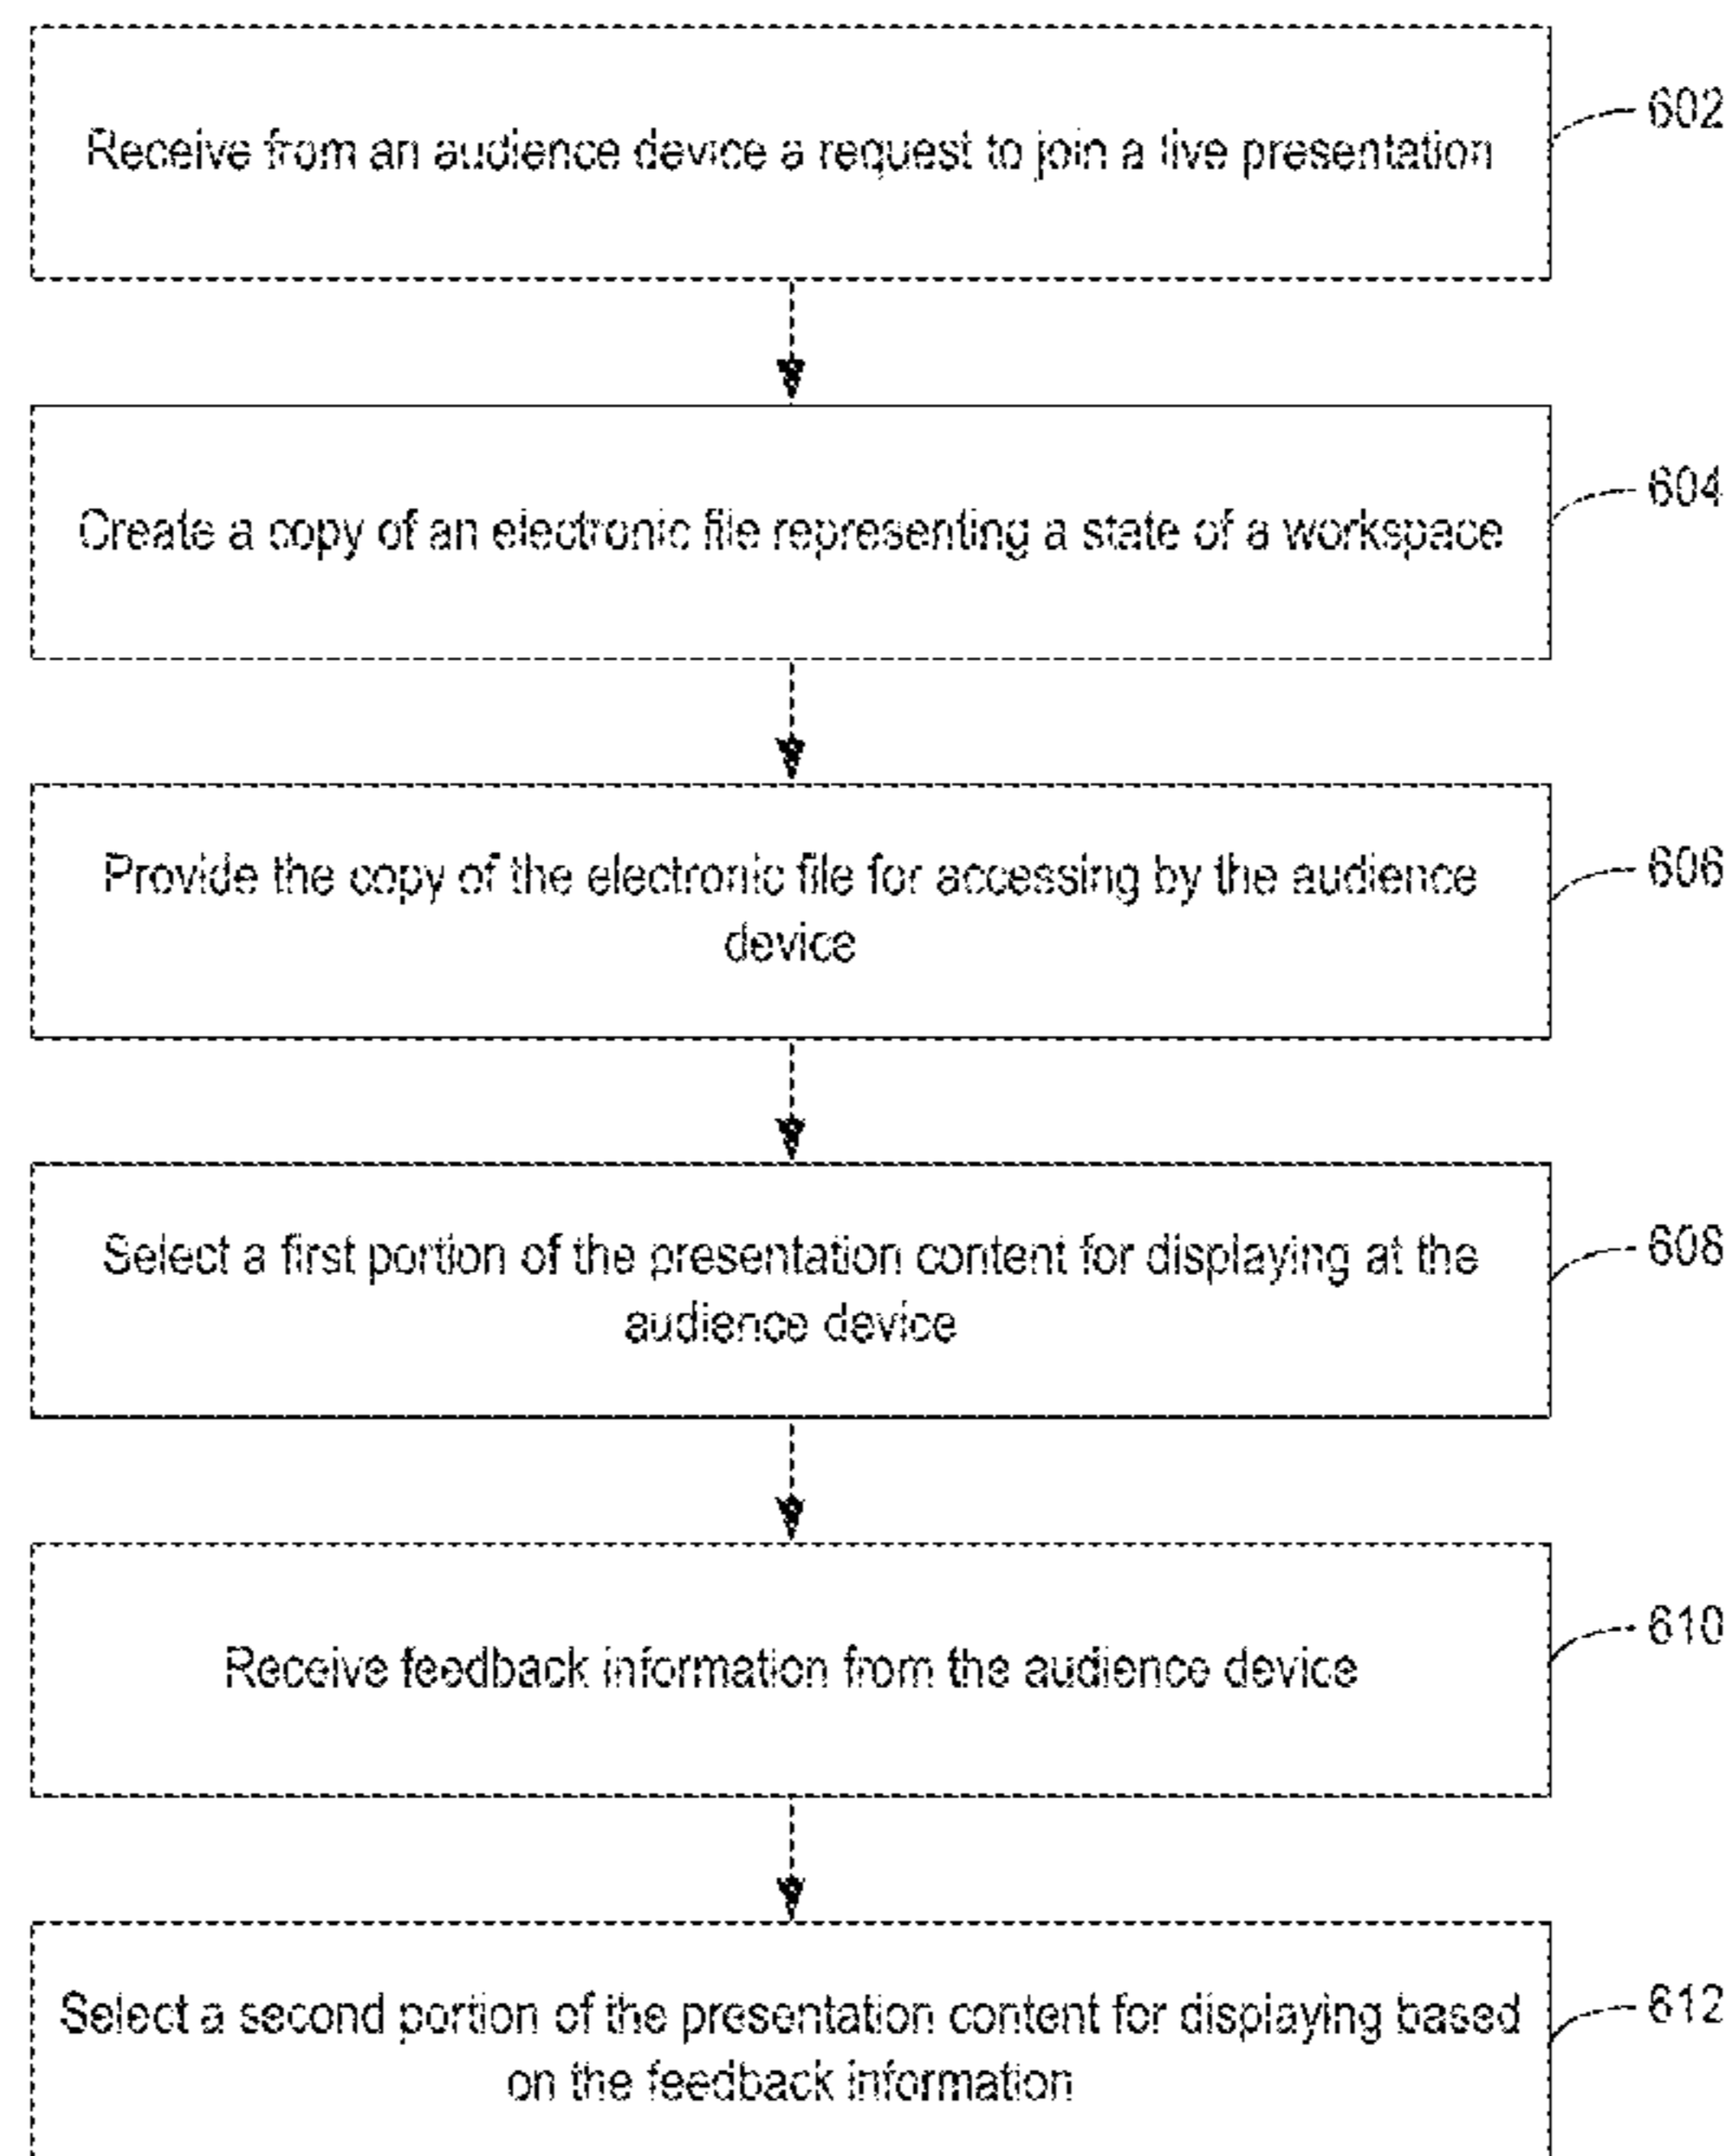 Receive from an audience device a request to join a live presentation
602
Create a copy of an electronic file representing a state of a workspace
604
Provide the copy of the electronic file for accessing by the audience
device
606
Select a first portion of the presentation content for displaying at the
audience device
608
Receive feedback information from the audience device
610
Select a second portion of the presentation content for displaying based
on the feedback information
612